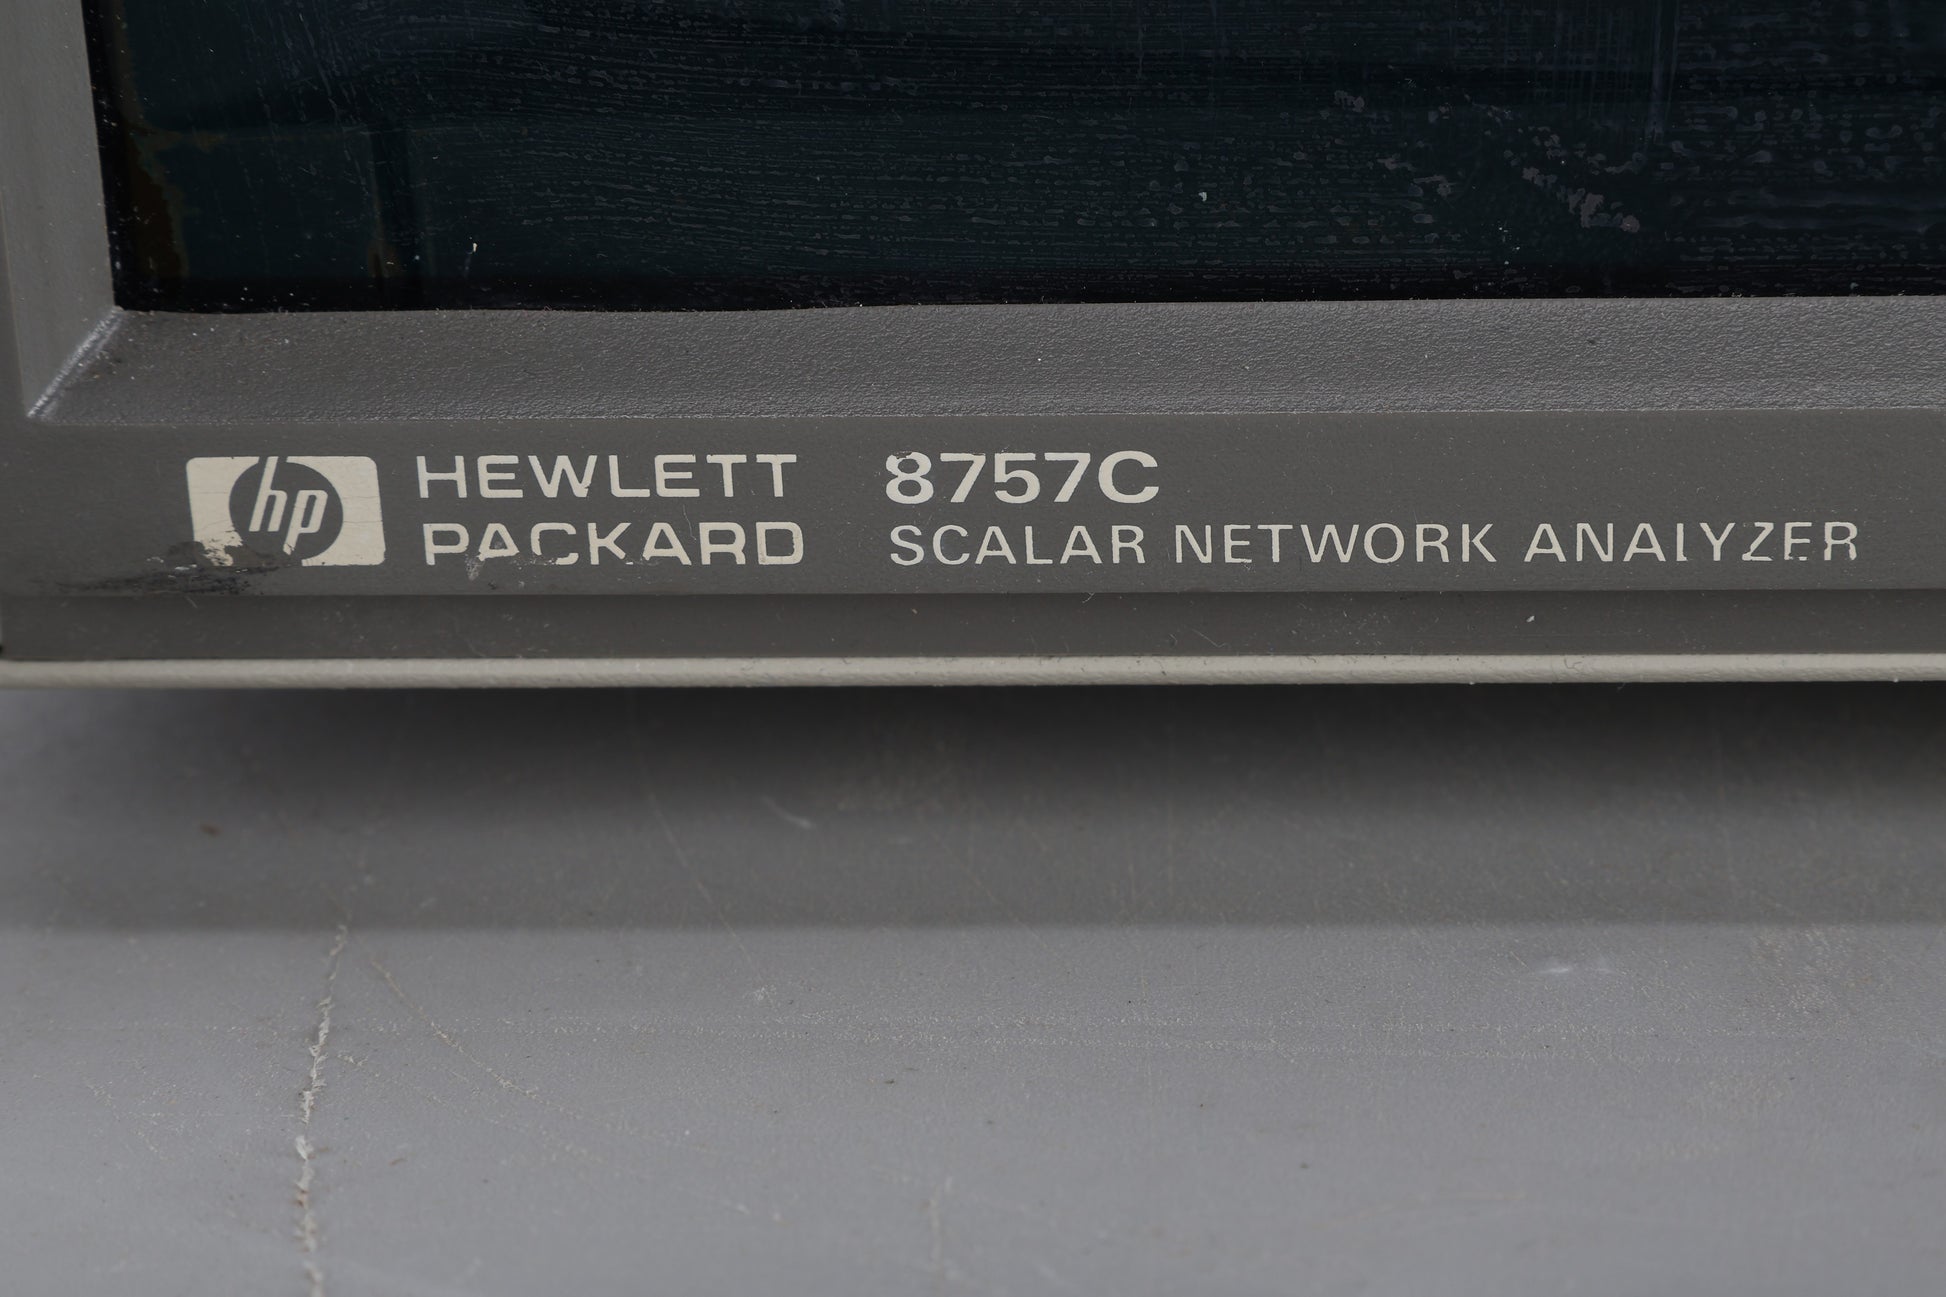 hp HEWLETT PACKARD
8757C
SCALAR NETWORK ANALYZER